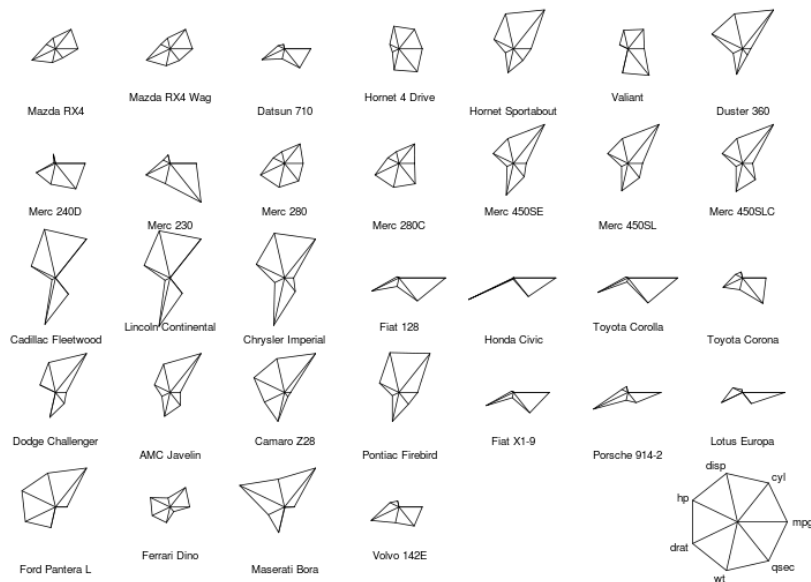 Mazda RX4
Mazda RX4 Wag
Datsun 710
Hornet 4 Drive
Hornet Sportabout
Valiant
Duster 360
Merc 240D
Merc 230
Merc 280
Merc 280C
Merc 450SE
Merc 450SL
Merc 450SLC
Cadillac Fleetwood
Lincoln Continental
Chrysler Imperial
Fiat 128
Honda Civic
Toyota Corolla
Toyota Corona
Dodge Challenger
AMC Javelin
Camaro Z28
Pontiac Firebird
Fiat X1-9
Porsche 914-2
Lotus Europa
Ford Pantera L
Ferrari Dino
Maserati Bora
Volvo 142E
disp
cyl
hp
mpg
drat
wt
qsec